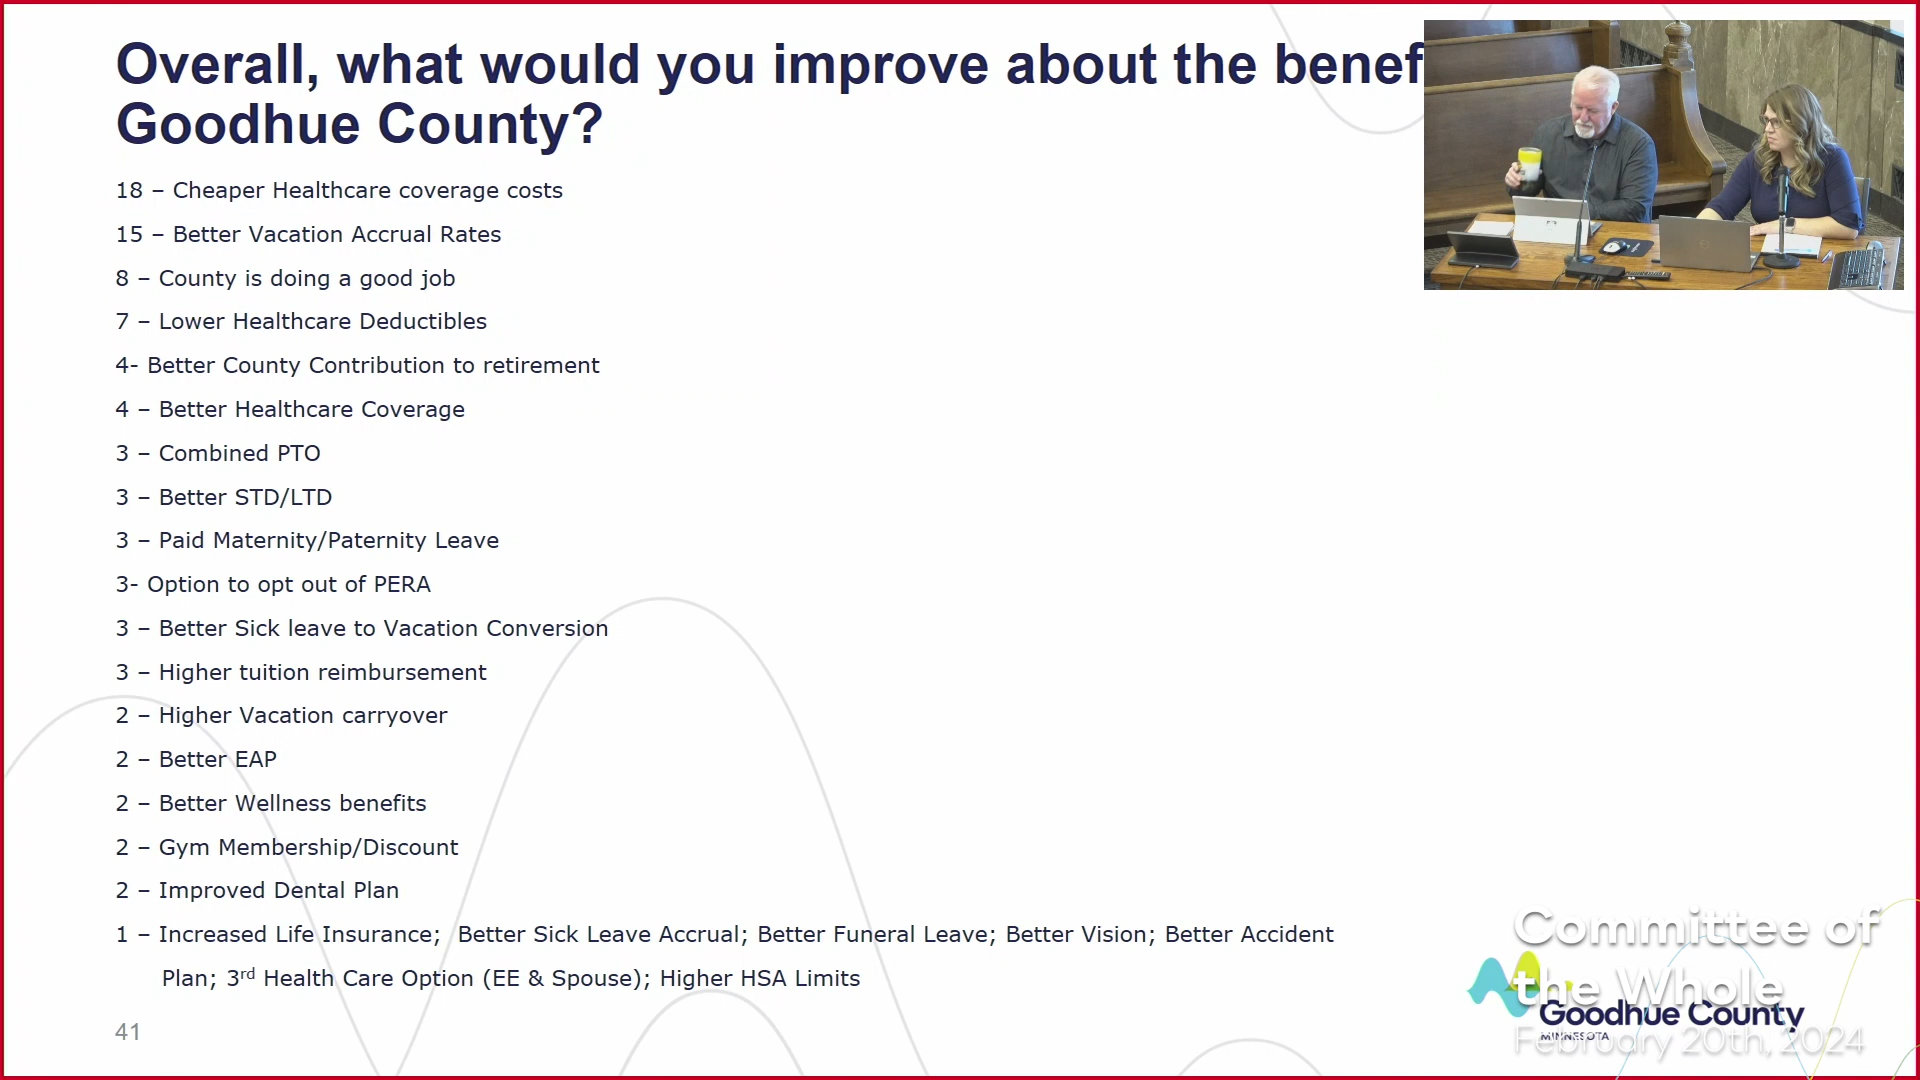 Overall, what would you improve about the benef
Goodhue County?
18 – Cheaper Healthcare coverage costs
15 – Better Vacation Accrual Rates
8 – County is doing a good job
7 – Lower Healthcare Deductibles
4- Better County Contribution to retirement
4 – Better Healthcare Coverage
3 – Combined PTO
3 – Better STD/LTD
3 – Paid Maternity/Paternity Leave
3- Option to opt out of PERA
3 – Better Sick leave to Vacation Conversion
3 – Higher tuition reimbursement
2 – Higher Vacation carryover
2 – Better EAP
2 – Better Wellness benefits
2 – Gym Membership/Discount
2 – Improved Dental Plan
1 – Increased Life Insurance;  Better Sick Leave Accrual; Better Funeral Leave; Better Vision; Better Accident
Plan; 3rd Health Care Option (EE & Spouse); Higher HSA Limits
41
Committee of
the Whole
Goodhue County
MINNESOTA
February 20th, 2024